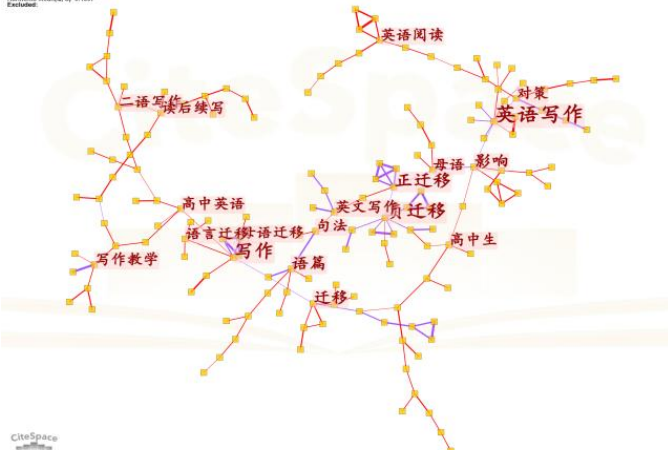 Excluded:
英语阅读
二语写作
读后续写
对策
英语写作
母语
影响
正迁移
高中英语
英文写作
负迁移
语言迁移
母语迁移
句法
高中生
写作
写作教学
语篇
迁移
CiteSpace
CiteSpace